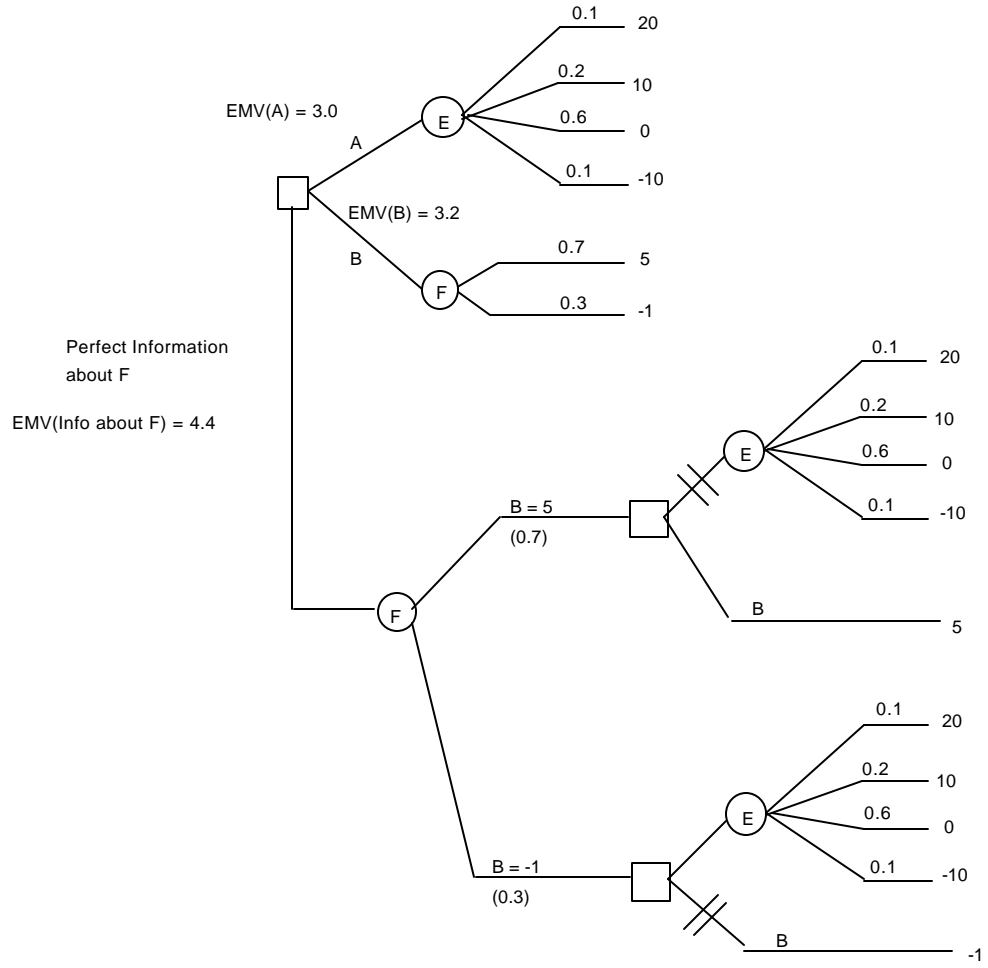 0.1 20
0.2 10
EMV(A) = 3.0
E
0.6 0
A
0.1 -10
EMV(B) = 3.2
B
0.7 5
F
0.3 -1
Perfect Information
about F
EMV(Info about F) = 4.4
0.1 20
0.2 10
E
0.6 0
0.1 -10
B = 5
(0.7)
F
B
5
0.1 20
0.2 10
E
0.6 0
0.1 -10
B = -1
(0.3)
B
-1